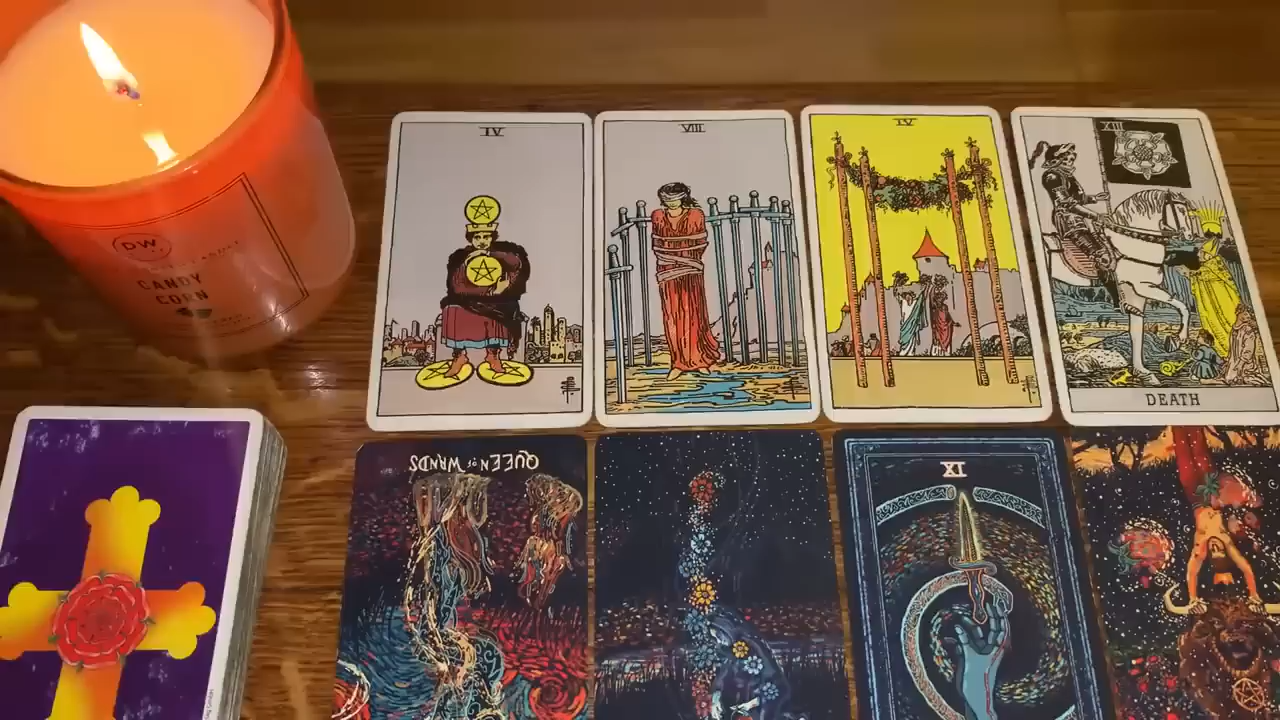 DW
CANDY
CORN
IV
VIII
IV
XIII
DEATH
QUEEN OF WANDS
XI